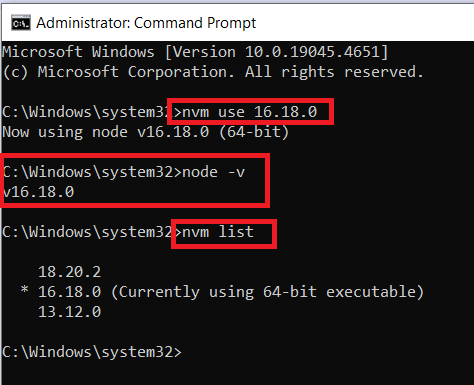 Administrator: Command Prompt
Microsoft Windows [Version 10.0.19045.4651]
(c) Microsoft Corporation. All rights reserved.
C:\Windows\system32>nvm use 16.18.0
Now using node v16.18.0 (64-bit)
C:\Windows\system32>node -v
v16.18.0
C:\Windows\system32>nvm list
18.20.2
* 16.18.0 (Currently using 64-bit executable)
13.12.0
C:\Windows\system32>